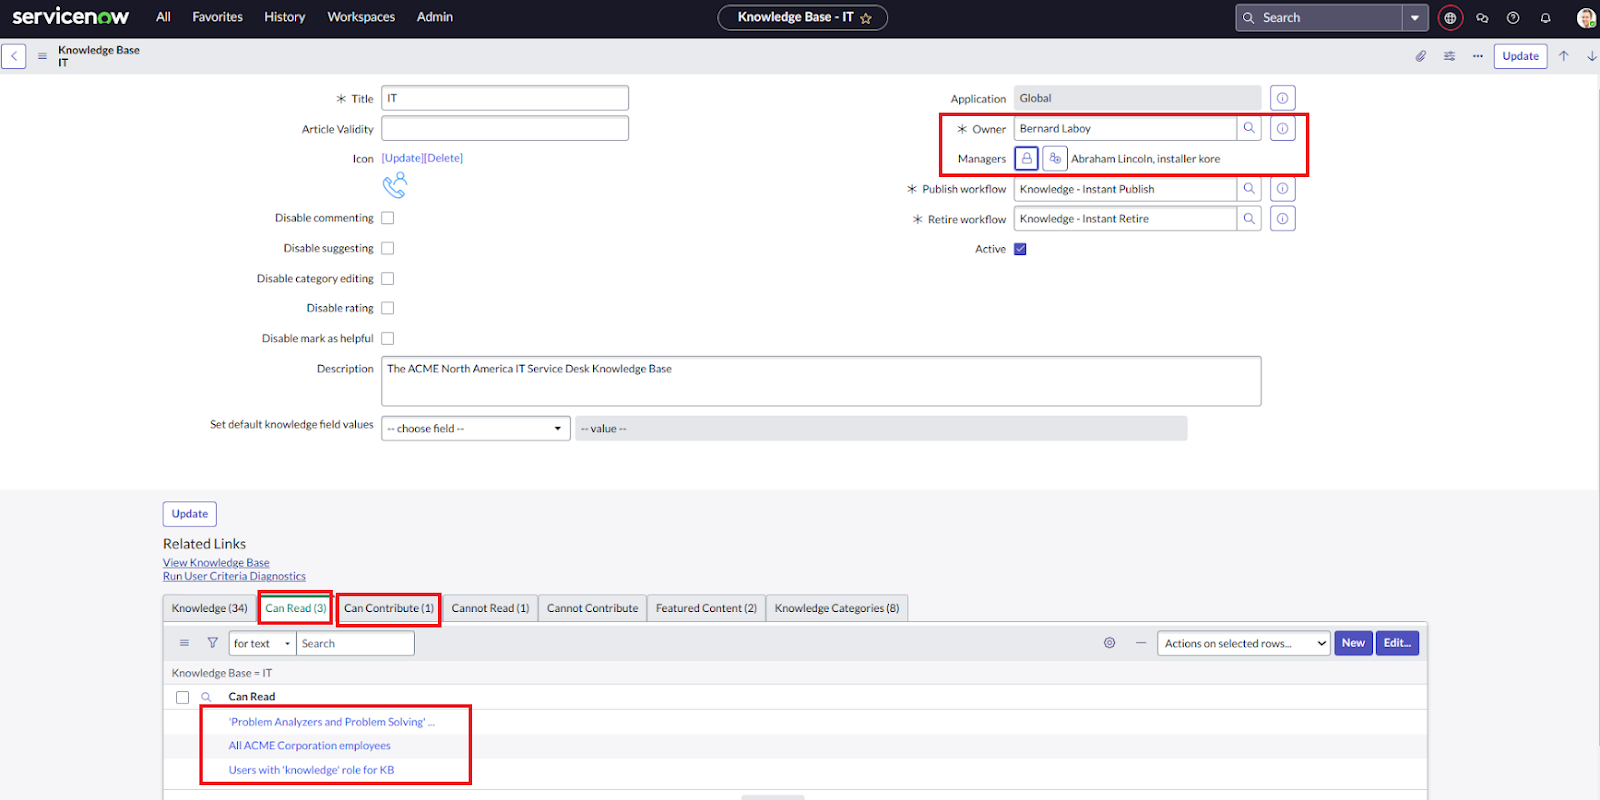 servicenow All Favorites History Workspaces Admin Knowledge Base - IT Search
Knowledge Base
IT
Update
Title IT
Article Validity
Icon [Update][Delete]
Disable commenting
Disable suggesting
Disable category editing
Disable rating
Disable mark as helpful
Application Global
Owner Bernard Laboy
Managers Abraham Lincoln, installer kore
Publish workflow Knowledge - Instant Publish
Retire workflow Knowledge - Instant Retire
Active
Description The ACME North America IT Service Desk Knowledge Base
Set default knowledge field values -- choose field -- -- value --
Update
Related Links
View Knowledge Base
Run User Criteria Diagnostics
Knowledge (34) Can Read (3) Can Contribute (1) Cannot Read (1) Cannot Contribute Featured Content (2) Knowledge Categories (8)
for text Search Actions on selected rows... New Edit...
Knowledge Base = IT
Can Read
'Problem Analyzers and Problem Solving' ...
All ACME Corporation employees
Users with 'knowledge' role for KB